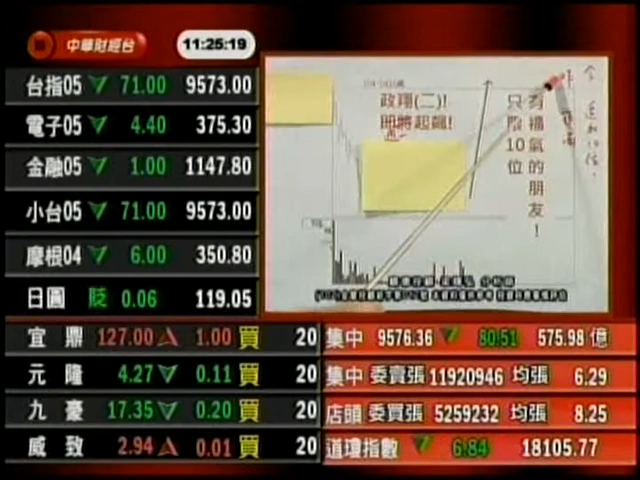 中華財經台 11:25:19
台指05 71.00 9573.00
電子05 4.40 375.30
金融05 1.00 1147.80
小台05 71.00 9573.00
摩根04 6.00 350.80
日圓 貶 0.06 119.05
政翔(二)!
即將起飆!
有福氣的朋友!
只限10位
宜鼎 127.00 1.00 買 20
元隆 4.27 0.11 買 20
九豪 17.35 0.20 買 20
威致 2.94 0.01 買 20
集中 9576.36 80.51 575.98 億
集中 委賣張 11920946 均張 6.29
店頭 委買張 5259232 均張 8.25
道瓊指數 6.84 18105.77